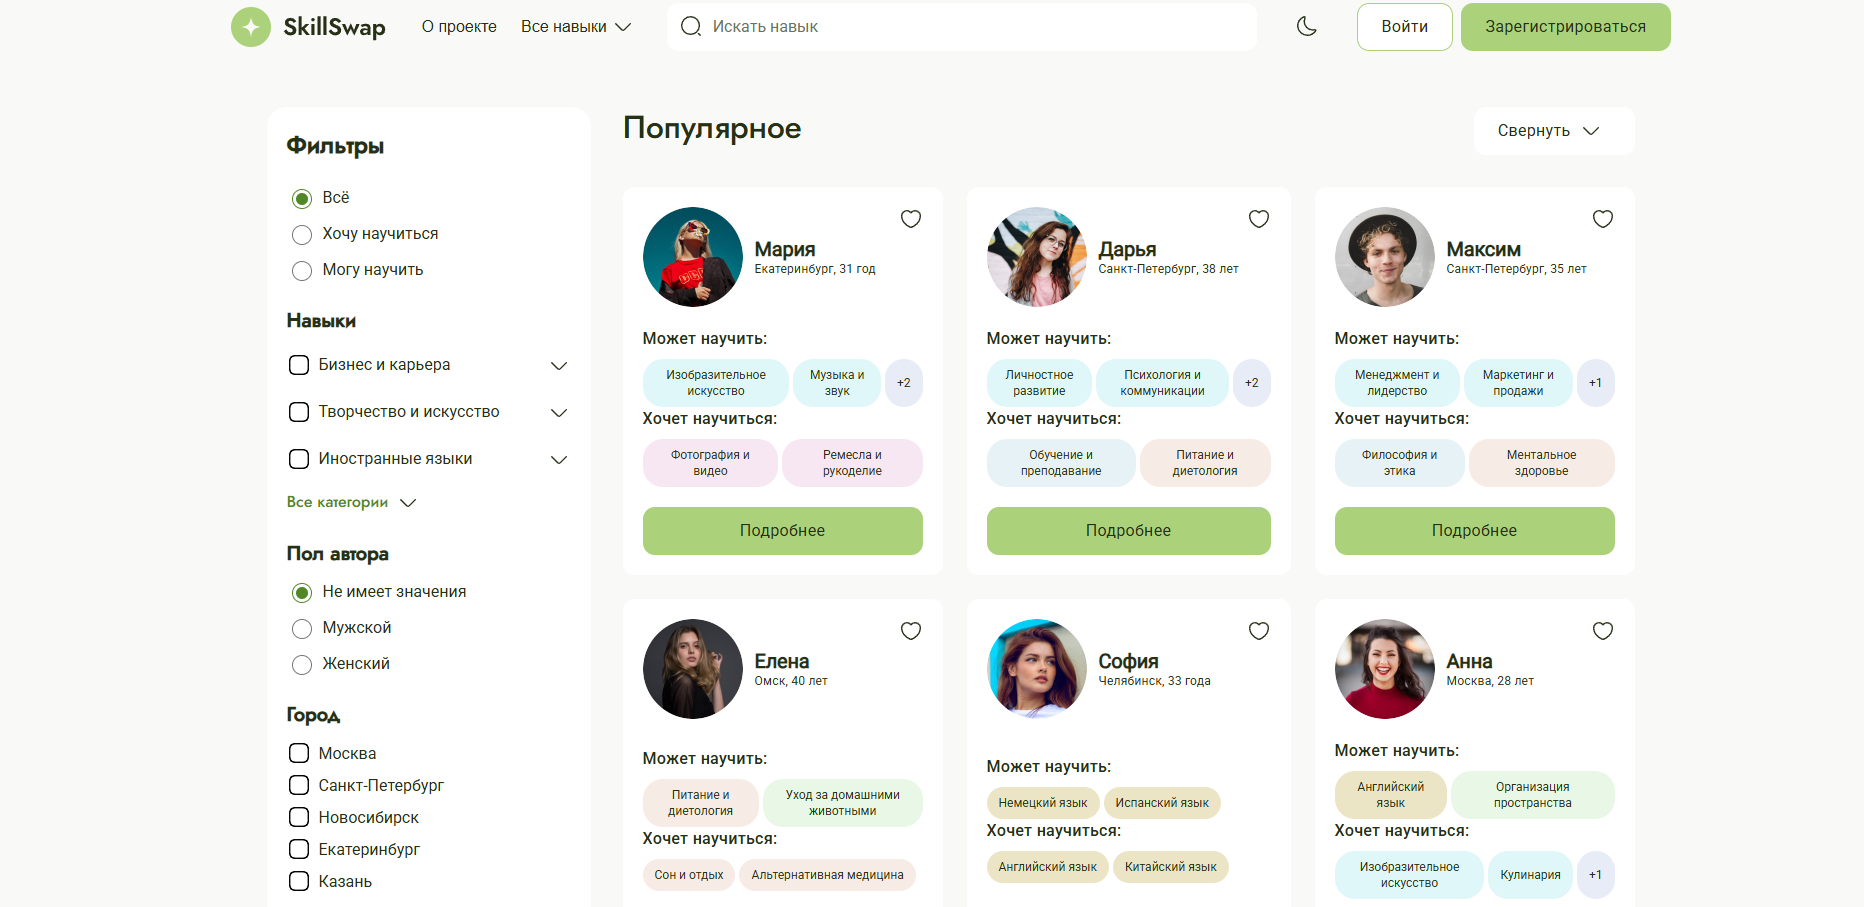 SkillSwap
О проекте
Все навыки
Искать навык
Войти
Зарегистрироваться
Фильтры
Всё
Хочу научиться
Могу научить
Навыки
Бизнес и карьера
Творчество и искусство
Иностранные языки
Все категории
Пол автора
Не имеет значения
Мужской
Женский
Город
Москва
Санкт-Петербург
Новосибирск
Екатеринбург
Казань
Популярное
Свернуть
Мария
Екатеринбург, 31 год
Может научить:
Изобразительное
искусство
Музыка и
звук
+2
Хочет научиться:
Фотография и
видео
Ремесла и
рукоделие
Подробнее
Дарья
Санкт-Петербург, 38 лет
Может научить:
Личностное
развитие
Психология и
коммуникации
+2
Хочет научиться:
Обучение и
преподавание
Питание и
диетология
Подробнее
Максим
Санкт-Петербург, 35 лет
Может научить:
Менеджмент и
лидерство
Маркетинг и
продажи
+1
Хочет научиться:
Философия и
этика
Ментальное
здоровье
Подробнее
Елена
Омск, 40 лет
Может научить:
Питание и
диетология
Уход за домашними
животными
Хочет научиться:
Сон и отдых
Альтернативная медицина
София
Челябинск, 33 года
Может научить:
Немецкий язык
Испанский язык
Хочет научиться:
Английский язык
Китайский язык
Анна
Москва, 28 лет
Может научить:
Английский
язык
Организация
пространства
Хочет научиться:
Изобразительное
искусство
Кулинария
+1